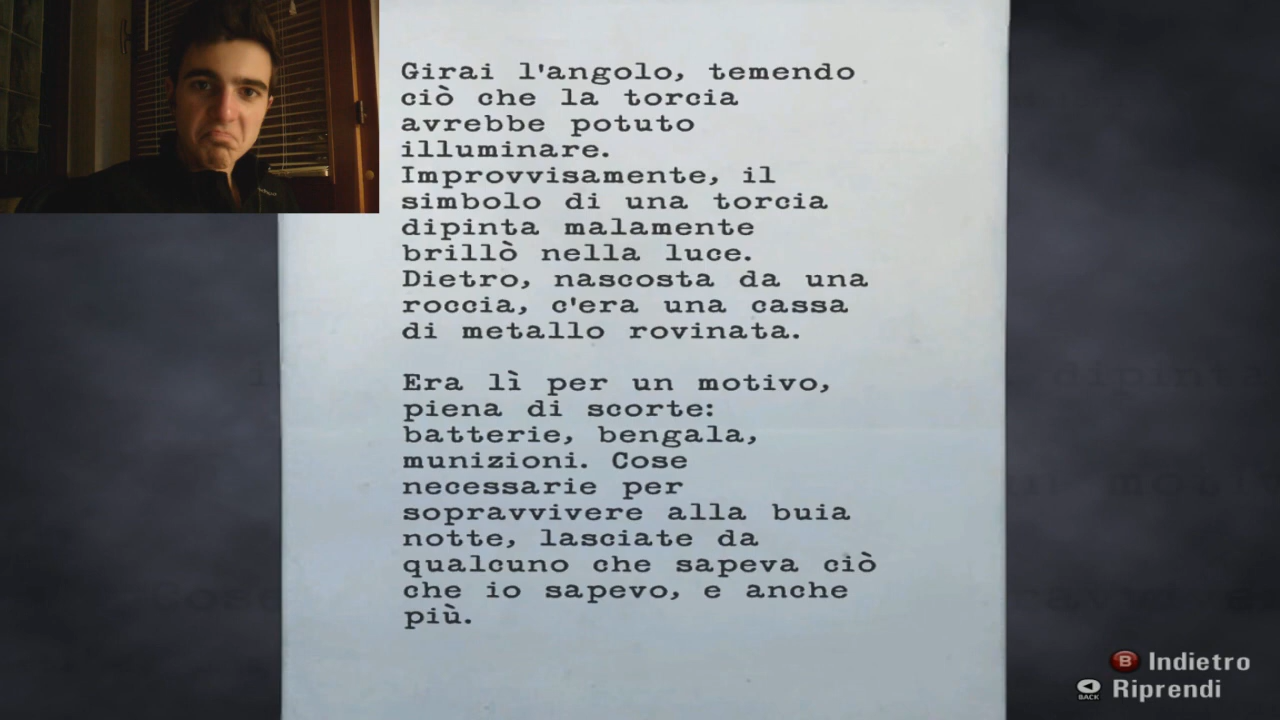 Girai l'angolo, temendo
ciò che la torcia
avrebbe potuto
illuminare.
Improvvisamente, il
simbolo di una torcia
dipinta malamente
brillò nella luce.
Dietro, nascosta da una
roccia, c'era una cassa
di metallo rovinata.
Era lì per un motivo,
piena di scorte:
batterie, bengala,
munizioni. Cose
necessarie per
sopravvivere alla buia
notte, lasciate da
qualcuno che sapeva ciò
che io sapevo, e anche
più.
B Indietro
BACK Riprendi